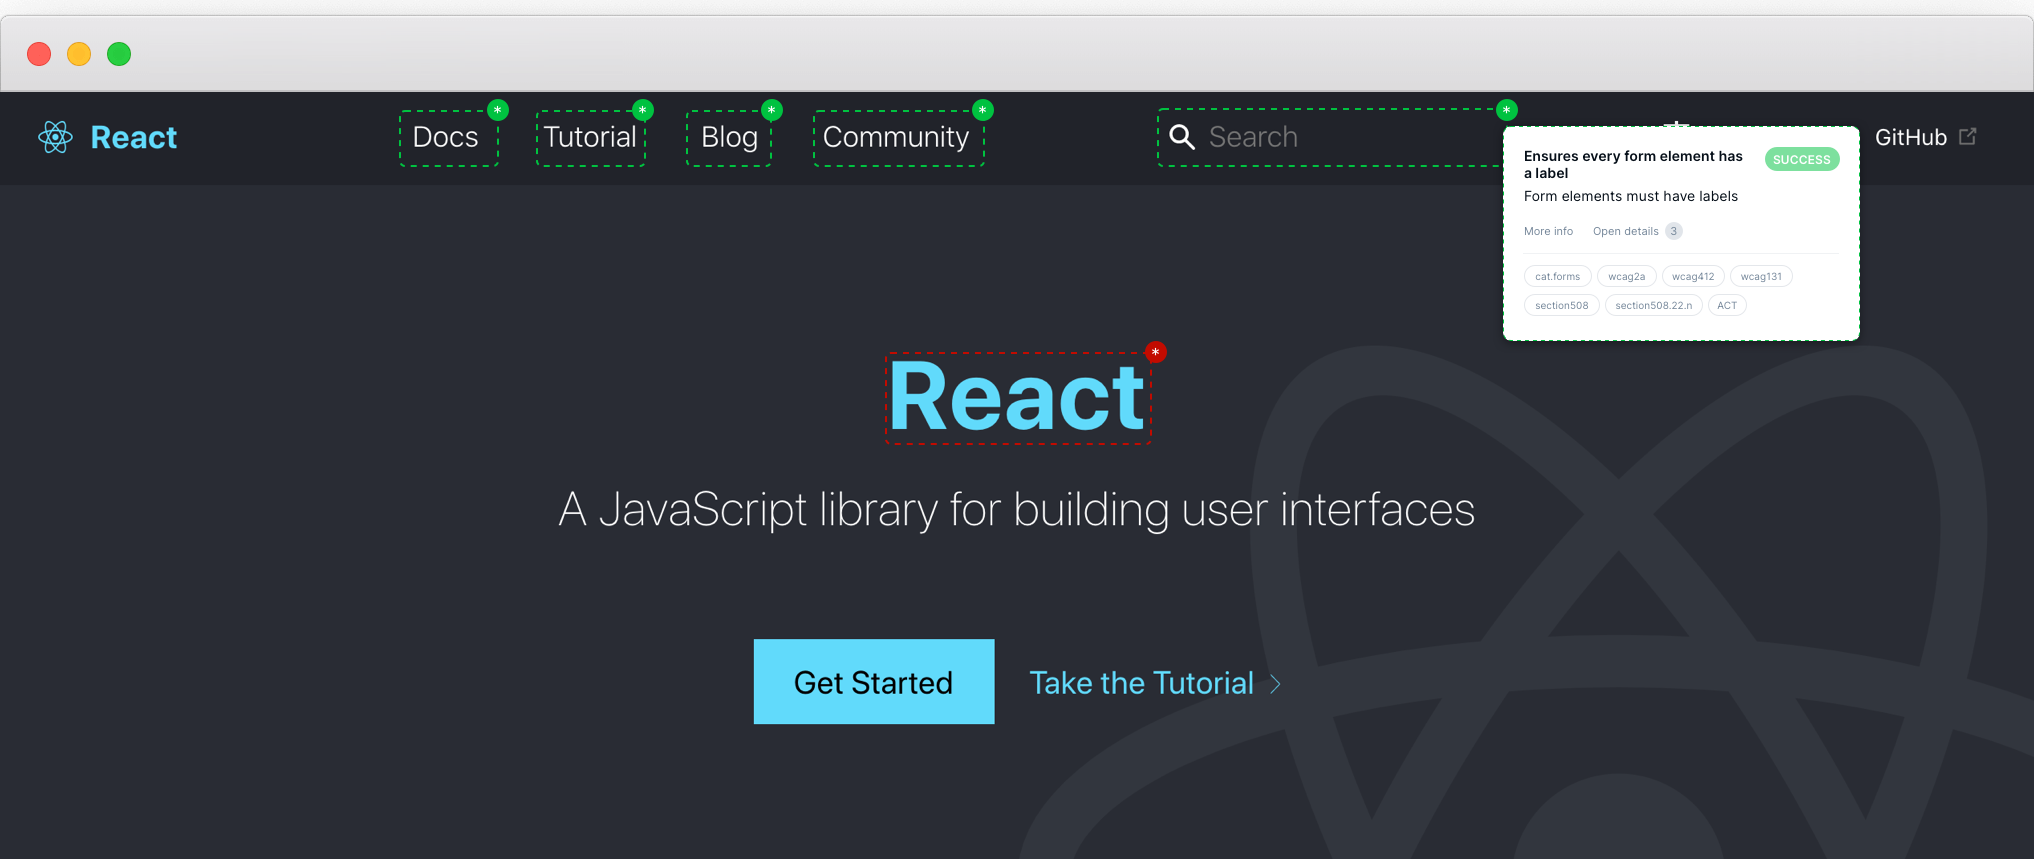 React
* * * * *
Docs Tutorial Blog Community Search GitHub
Ensures every form element has
a label
SUCCESS
Form elements must have labels
More info Open details 3
cat.forms wcag2a wcag412 wcag131
section508 section508.22.n ACT
*
React
A JavaScript library for building user interfaces
Get Started Take the Tutorial